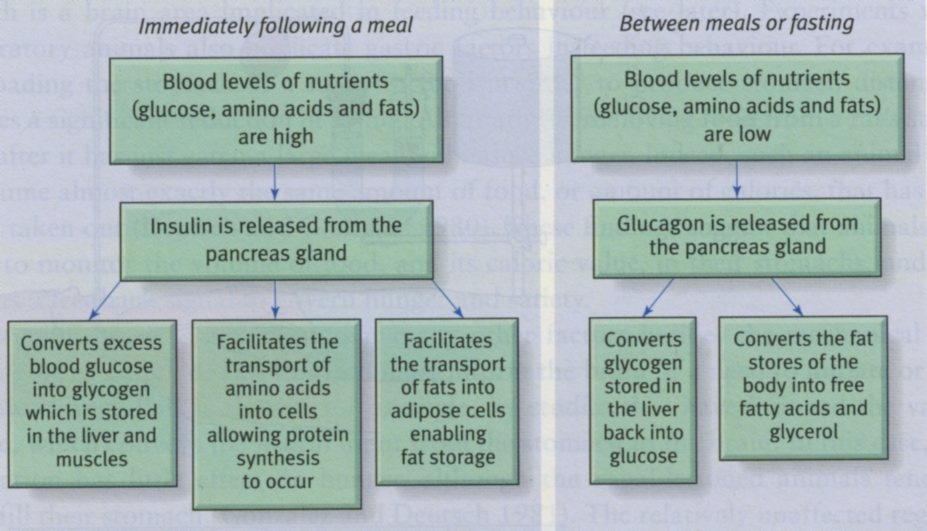 Immediately following a meal
Blood levels of nutrients
(glucose, amino acids and fats)
are high
Insulin is released from the
pancreas gland
Converts excess
blood glucose
into glycogen
which is stored
in the liver and
muscles
Facilitates the
transport of
amino acids
into cells
allowing protein
synthesis
to occur
Facilitates
the transport
of fats into
adipose cells
enabling
fat storage
Between meals or fasting
Blood levels of nutrients
(glucose, amino acids and fats)
are low
Glucagon is released from
the pancreas gland
Converts
glycogen
stored in
the liver
back into
glucose
Converts the fat
stores of the
body into free
fatty acids and
glycerol